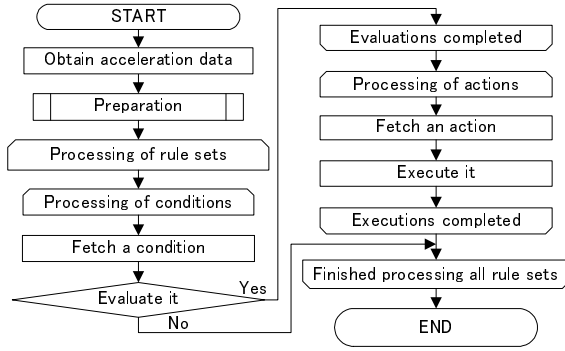 START
Obtain acceleration data
Preparation
Processing of rule sets
Processing of conditions
Fetch a condition
Evaluate it
Yes
No
Evaluations completed
Processing of actions
Fetch an action
Execute it
Executions completed
Finished processing all rule sets
END